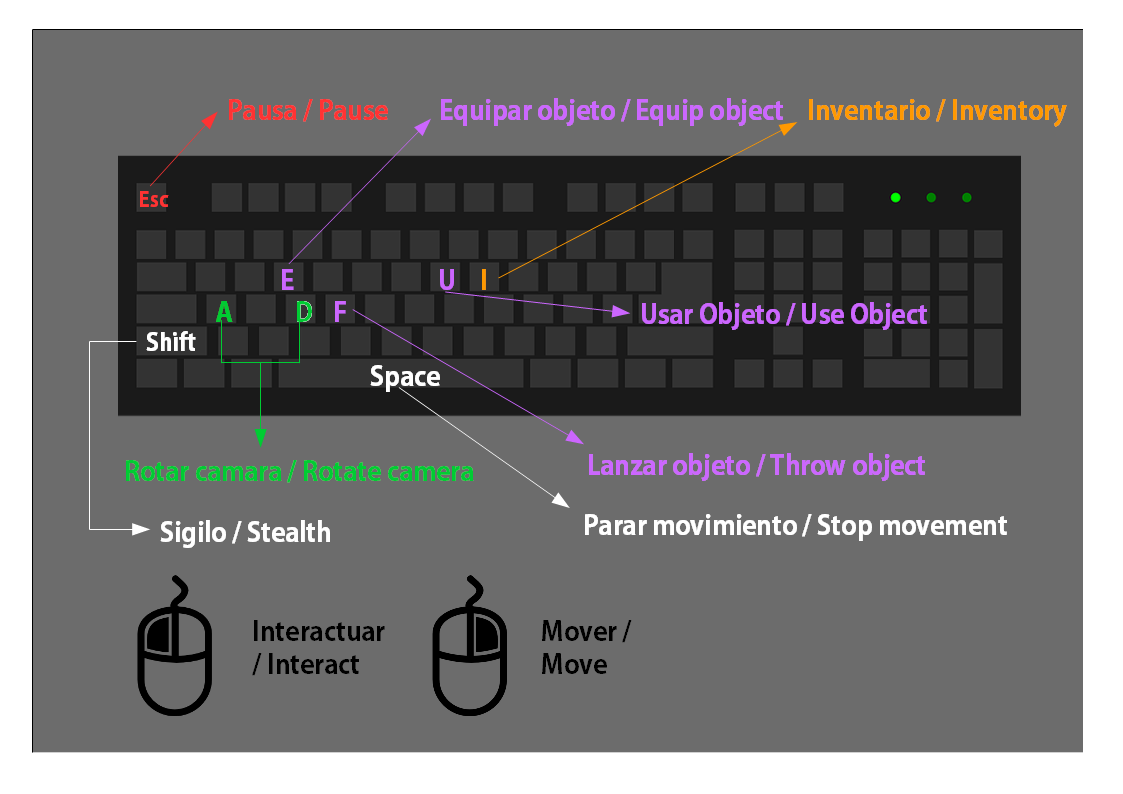 Pausa / Pause
Equipar objeto / Equip object
Inventario / Inventory
Esc
E
U
I
A
D
F
Usar Objeto / Use Object
Shift
Space
Rotar camara / Rotate camera
Lanzar objeto / Throw object
Sigilo / Stealth
Parar movimiento / Stop movement
Interactuar
/ Interact
Mover /
Move